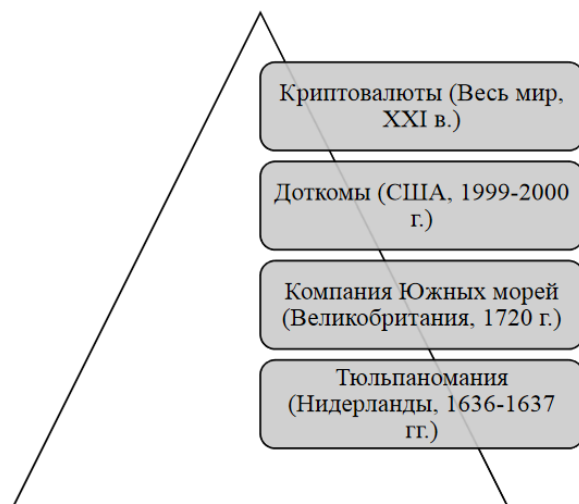 Криптовалюты (Весь мир,
XXI в.)
Доткомы (США, 1999-2000
г.)
Компания Южных морей
(Великобритания, 1720 г.)
Тюльпаномания
(Нидерланды, 1636-1637
гг.)